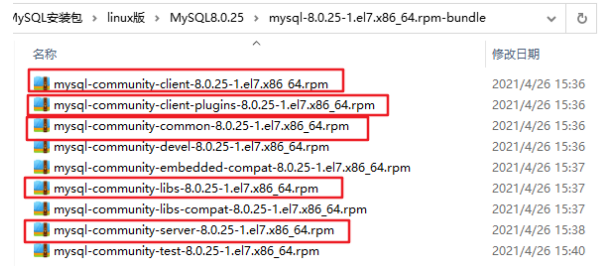 MySQL安装包 > linux版 > MySQL8.0.25 > mysql-8.0.25-1.el7.x86_64.rpm-bundle
名称 修改日期
mysql-community-client-8.0.25-1.el7.x86_64.rpm 2021/4/26 15:36
mysql-community-client-plugins-8.0.25-1.el7.x86_64.rpm 2021/4/26 15:36
mysql-community-common-8.0.25-1.el7.x86_64.rpm 2021/4/26 15:36
mysql-community-devel-8.0.25-1.el7.x86_64.rpm 2021/4/26 15:36
mysql-community-embedded-compat-8.0.25-1.el7.x86_64.rpm 2021/4/26 15:37
mysql-community-libs-8.0.25-1.el7.x86_64.rpm 2021/4/26 15:37
mysql-community-libs-compat-8.0.25-1.el7.x86_64.rpm 2021/4/26 15:37
mysql-community-server-8.0.25-1.el7.x86_64.rpm 2021/4/26 15:38
mysql-community-test-8.0.25-1.el7.x86_64.rpm 2021/4/26 15:40